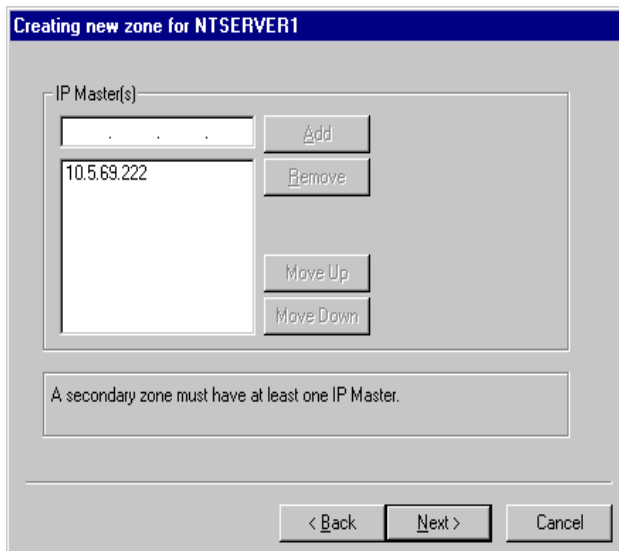 Creating new zone for NTSERVER1
IP Master(s)
. . .
Add
10.5.69.222
Remove
Move Up
Move Down
A secondary zone must have at least one IP Master.
< Back
Next >
Cancel